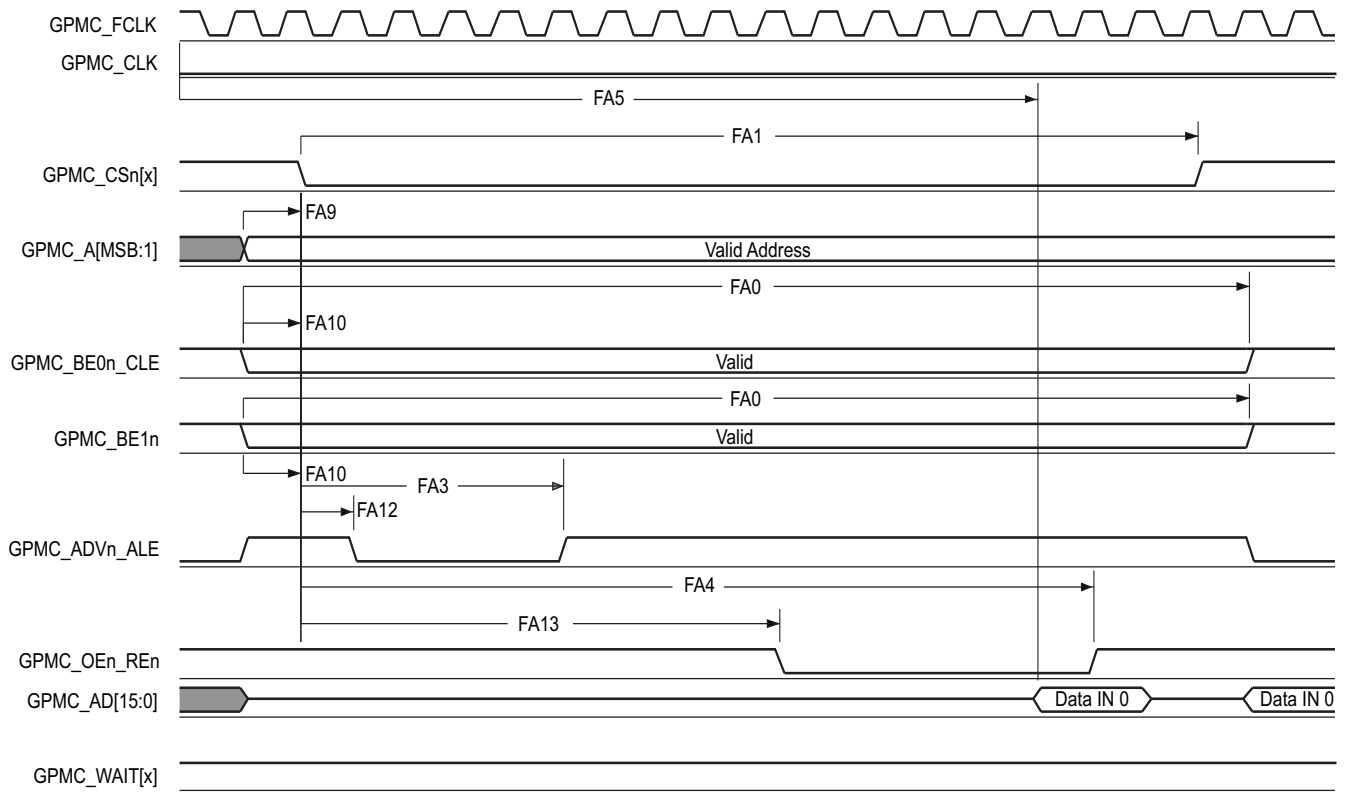 GPMC_FCLK
GPMC_CLK
FA5
FA1
GPMC_CSn[x]
FA9
GPMC_A[MSB:1]
Valid Address
FA0
FA10
GPMC_BE0n_CLE
Valid
FA0
GPMC_BE1n
Valid
FA10
FA3
FA12
GPMC_ADVn_ALE
FA4
FA13
GPMC_OEn_REn
GPMC_AD[15:0]
Data IN 0
Data IN 0
GPMC_WAIT[x]